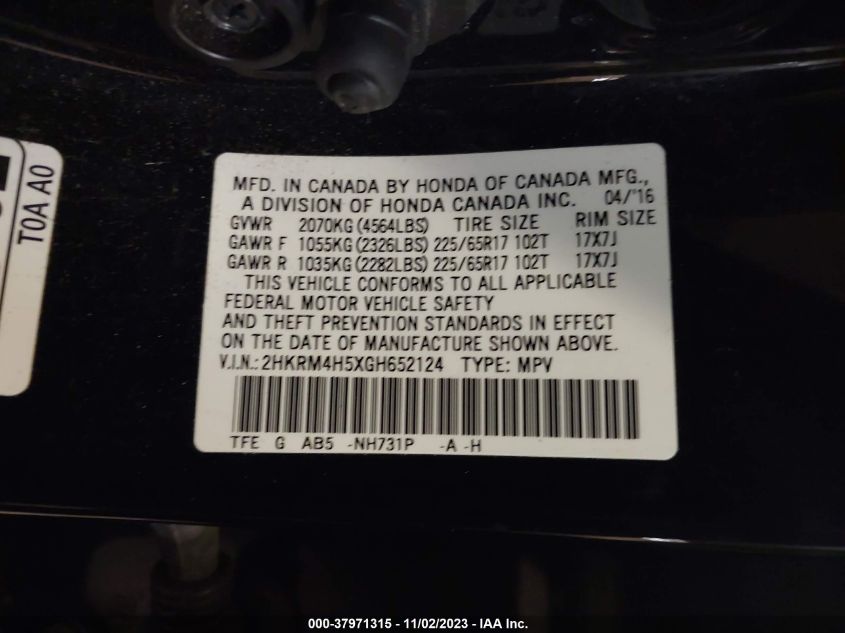 T0A A0
MFD. IN CANADA BY HONDA OF CANADA MFG.,
A DIVISION OF HONDA CANADA INC. 04/'16
GVWR 2070KG (4564LBS) TIRE SIZE RIM SIZE
GAWR F 1055KG (2326LBS) 225/65R17 102T 17X7J
GAWR R 1035KG (2282LBS) 225/65R17 102T 17X7J
THIS VEHICLE CONFORMS TO ALL APPLICABLE
FEDERAL MOTOR VEHICLE SAFETY
AND THEFT PREVENTION STANDARDS IN EFFECT
ON THE DATE OF MANUFACTURE SHOWN ABOVE.
V.I.N.: 2HKRM4H5XGH652124 TYPE: MPV
TFE G AB5 -NH731P -A -H
000-37971315 - 11/02/2023 - IAA Inc.